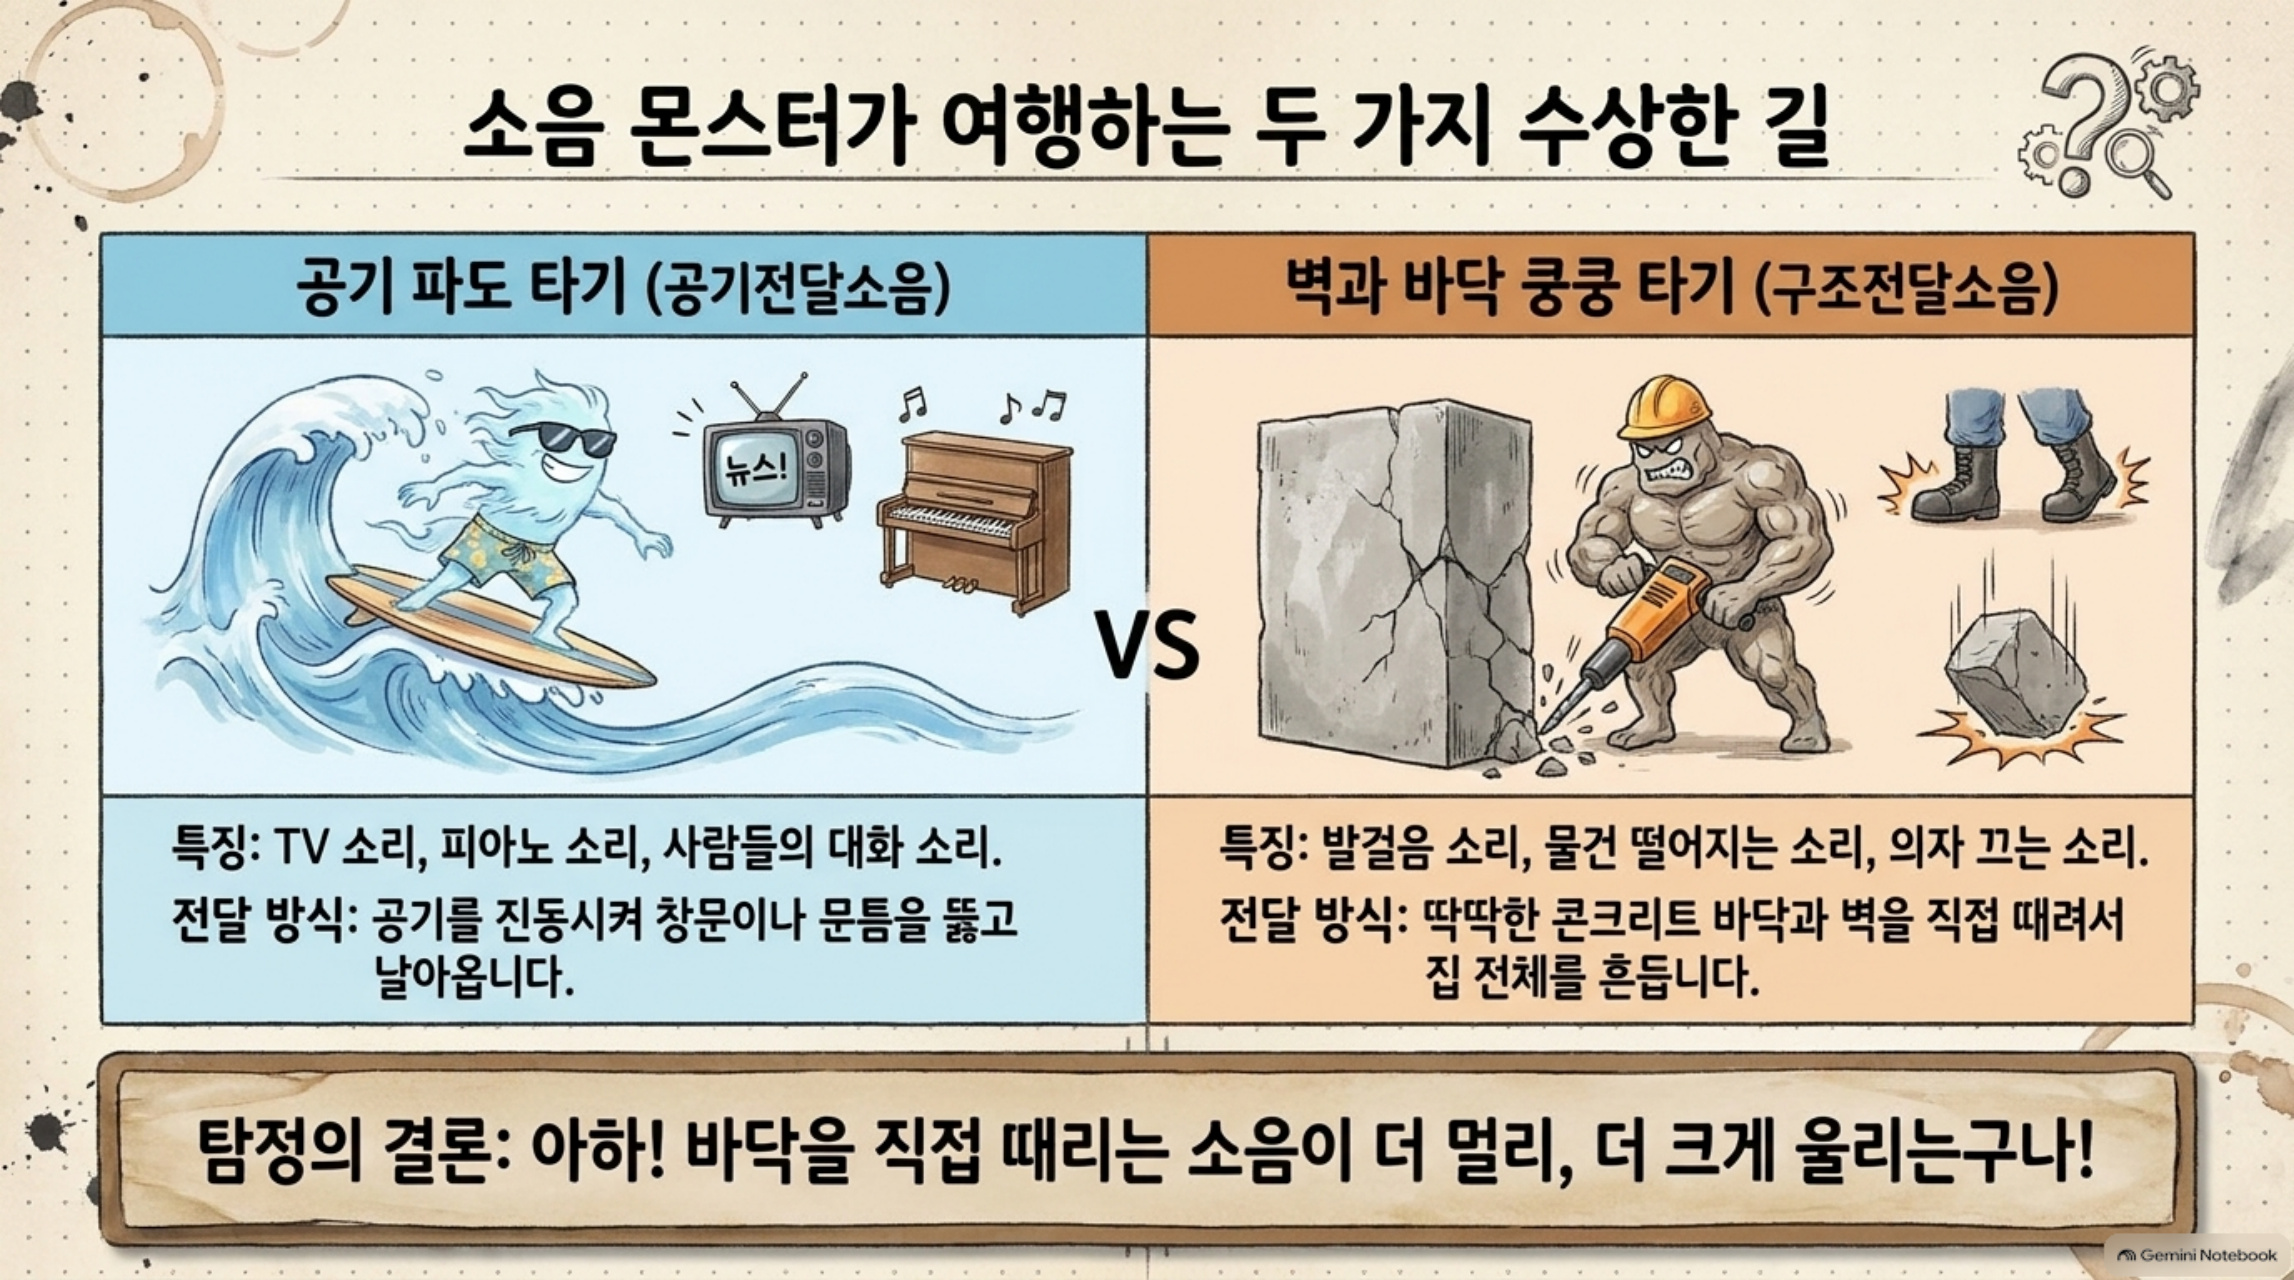 소음 몬스터가 여행하는 두 가지 수상한 길
공기 파도 타기 (공기전달소음)
뉴스!
특징: TV 소리, 피아노 소리, 사람들의 대화 소리.
전달 방식: 공기를 진동시켜 창문이나 문틈을 뚫고
날아옵니다.
VS
벽과 바닥 쿵쿵 타기 (구조전달소음)
특징: 발걸음 소리, 물건 떨어지는 소리, 의자 끄는 소리.
전달 방식: 딱딱한 콘크리트 바닥과 벽을 직접 때려서
집 전체를 흔듭니다.
탐정의 결론: 아하! 바닥을 직접 때리는 소음이 더 멀리, 더 크게 울리는구나!
Gemini Notebook